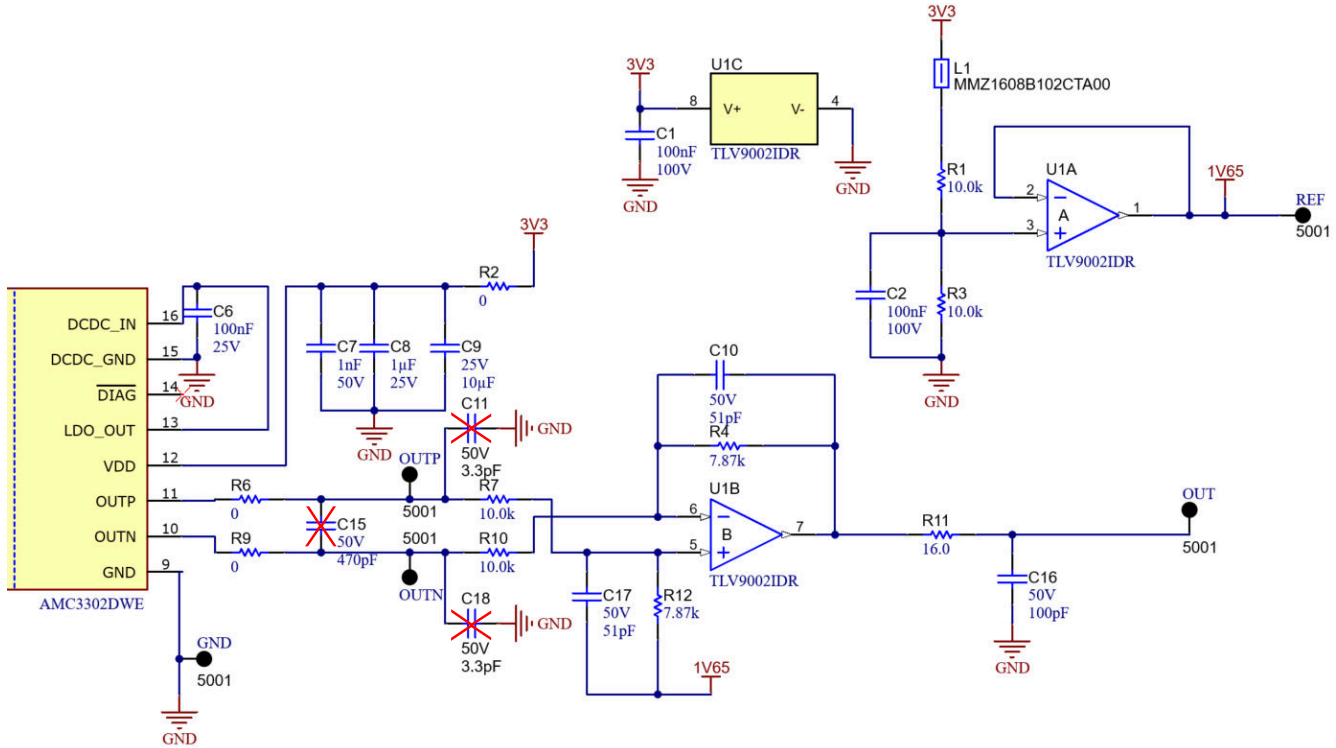 3V3
L1
MMZ1608B102CTA00
U1C
3V3
8
V+
V-
4
C1
100nF
100V
TLV9002IDR
GND
GND
R1
10.0k
U1A
2
A
1
3
TLV9002IDR
1V65
REF
5001
C2
100nF
100V
R3
10.0k
GND
3V3
R2
0
DCDC_IN
16
C6
100nF
25V
DCDC_GND
15
GND
DIAG
14
LDO_OUT
13
VDD
12
OUTP
11
OUTN
10
GND
9
AMC3302DWE
C7
1nF
50V
C8
1µF
25V
C9
25V
10µF
GND
C11
50V
3.3pF
GND
OUTP
5001
R6
0
R7
10.0k
C15
50V
470pF
R9
0
5001
OUTN
R10
10.0k
C18
50V
3.3pF
GND
C10
50V
51pF
R4
7.87k
U1B
6
B
7
5
TLV9002IDR
C17
50V
51pF
R12
7.87k
1V65
R11
16.0
C16
50V
100pF
GND
OUT
5001
GND
5001
GND